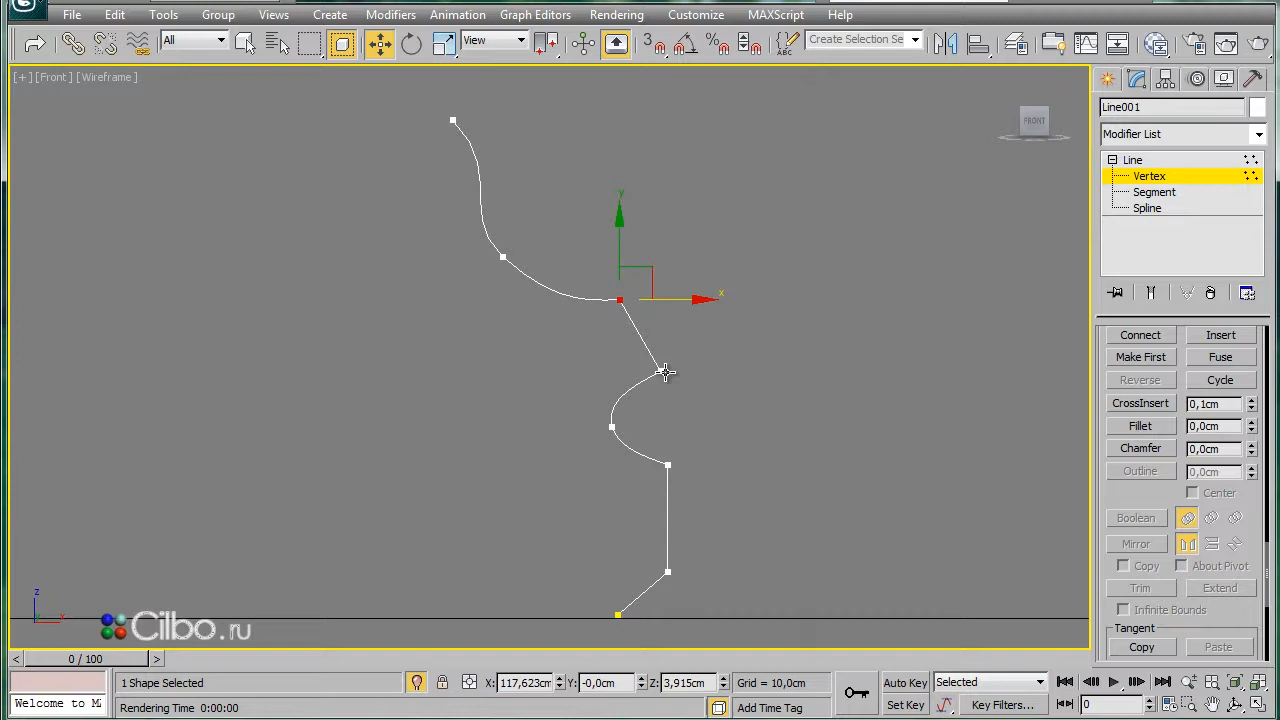 File Edit Tools Group Views Create Modifiers Animation Graph Editors Rendering Customize MAXScript Help
All View 3 % ABC Create Selection Se
[+] [Front] [Wireframe]
FRONT
Line001
Modifier List
Line
Vertex
Segment
Spline
y
x
Connect Insert
Make First Fuse
Reverse Cycle
CrossInsert 0,1cm
Fillet 0,0cm
Chamfer 0,0cm
Outline 0,0cm
Center
Boolean
Mirror
Copy About Pivot
Trim Extend
Infinite Bounds
Tangent
Copy Paste
z
x
Cilbo.ru
< 0 / 100 >
1 Shape Selected X: 117,623cm Y: -0,0cm Z: 3,915cm Grid = 10,0cm Auto Key Selected
Welcome to M Rendering Time 0:00:00 Add Time Tag Set Key Key Filters... 0